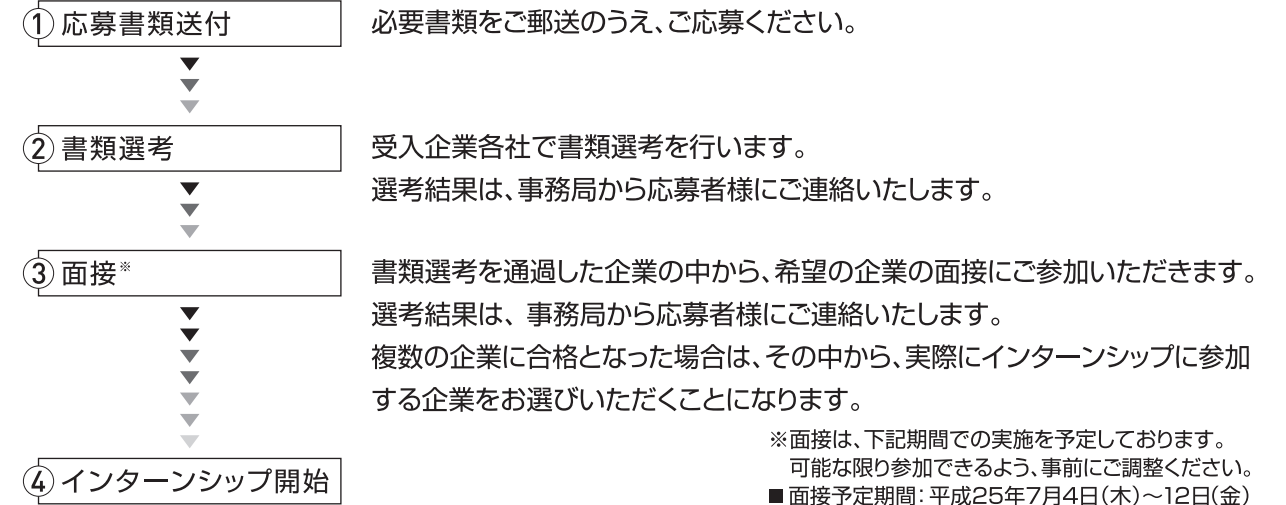 ① 応募書類送付
必要書類をご郵送のうえ、ご応募ください。
② 書類選考
受入企業各社で書類選考を行います。
選考結果は、事務局から応募者様にご連絡いたします。
③ 面接※
書類選考を通過した企業の中から、希望の企業の面接にご参加いただきます。
選考結果は、事務局から応募者様にご連絡いたします。
複数の企業に合格となった場合は、その中から、実際にインターンシップに参加
する企業をお選びいただくことになります。
※面接は、下記期間での実施を予定しております。
可能な限り参加できるよう、事前にご調整ください。
■面接予定期間：平成25年7月4日（木）～12日（金）
④ インターンシップ開始